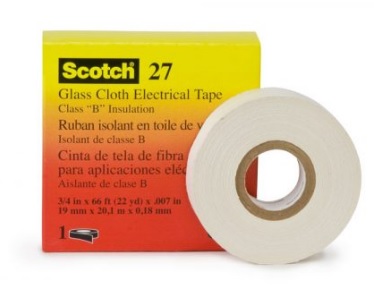 Scotch 27
Glass Cloth Electrical Tape
Class "B" Insulation
Ruban isolant en toile de
Isolant de classe B
Cinta de tela de fibra
para aplicaciones
Aislante de clase B
3/4 in x 66 ft (22 yd) x .007 in
19 mm x 20,1 m x 0,18 mm
1